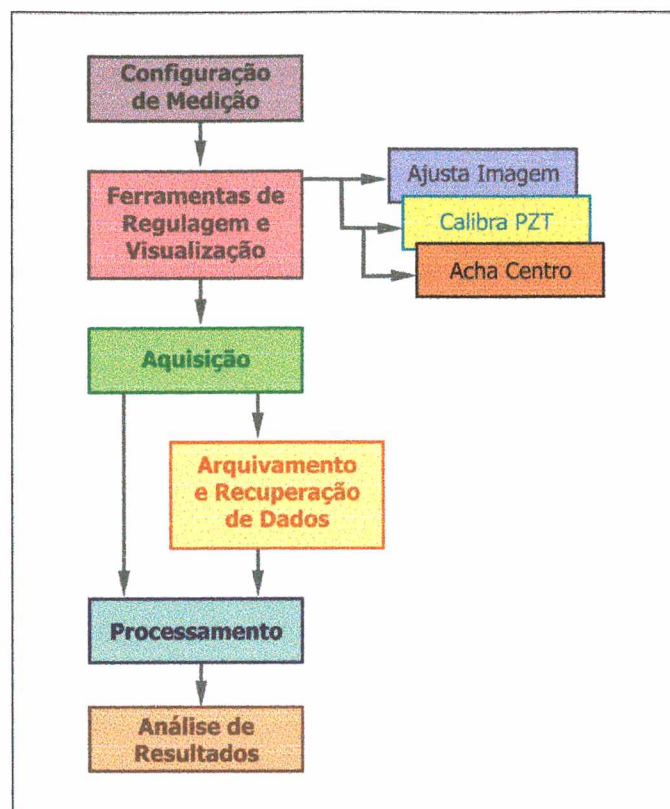 Configuração
de Medição
Ferramentas de
Regulagem e
Visualização
Ajusta Imagem
Calibra PZT
Acha Centro
Aquisição
Arquivamento
e Recuperação
de Dados
Processamento
Análise de
Resultados